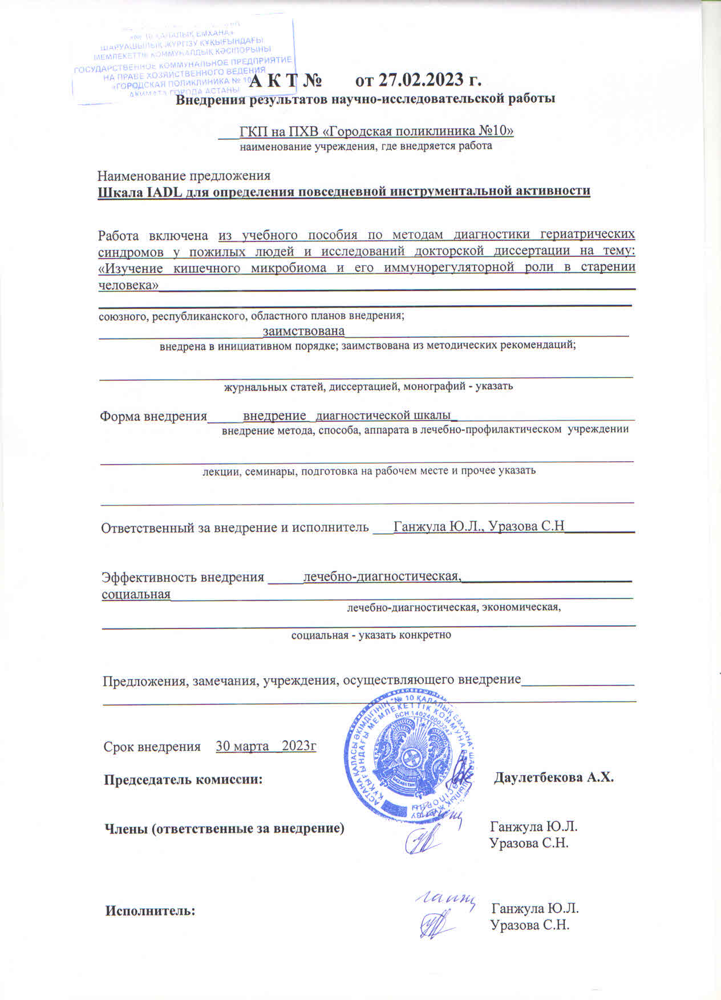 «№ 10 ҚАЛАЛЫҚ ЕМХАНА»
ШАРУАШЫЛЫҚ ЖҮРГІЗУ ҚҰҚЫҒЫНДАҒЫ
МЕМЛЕКЕТТІК КОММУНАЛДЫҚ КӘСІПОРЫНЫ
ГОСУДАРСТВЕННОЕ КОММУНАЛЬНОЕ ПРЕДПРИЯТИЕ
НА ПРАВЕ ХОЗЯЙСТВЕННОГО ВЕДЕНИЯ
«ГОРОДСКАЯ ПОЛИКЛИНИКА № 10»
АКИМАТА ГОРОДА АСТАНЫ
А К Т № от 27.02.2023 г.
Внедрения результатов научно-исследовательской работы
ГКП на ПХВ «Городская поликлиника №10»
наименование учреждения, где внедряется работа
Наименование предложения
Шкала IADL для определения повседневной инструментальной активности
Работа включена из учебного пособия по методам диагностики гериатрических
синдромов у пожилых людей и исследований докторской диссертации на тему:
«Изучение кишечного микробиома и его иммунорегуляторной роли в старении
человека»
союзного, республиканского, областного планов внедрения;
заимствована
внедрена в инициативном порядке; заимствована из методических рекомендаций;
журнальных статей, диссертацией, монографий - указать
Форма внедрения внедрение диагностической шкалы
внедрение метода, способа, аппарата в лечебно-профилактическом учреждении
лекции, семинары, подготовка на рабочем месте и прочее указать
Ответственный за внедрение и исполнитель Ганжула Ю.Л., Уразова С.Н
Эффективность внедрения лечебно-диагностическая,
социальная
лечебно-диагностическая, экономическая,
социальная - указать конкретно
Предложения, замечания, учреждения, осуществляющего внедрение
АСТАНА ҚАЛАСЫ ӘКІМДІГІНІҢ "№ 10 ҚАЛАЛЫҚ ЕМХАНА" ШАРУАШЫЛЫҚ ЖҮРГІЗУ
ҚҰҚЫҒЫНДАҒЫ МЕМЛЕКЕТТІК КОММУНАЛДЫҚ КӘСІПОРНЫ
БСН 140240003247
QAZAQSTAN
Срок внедрения 30 марта 2023г
Председатель комиссии: Даулетбекова А.Х.
Члены (ответственные за внедрение) Ганжула Ю.Л.
Уразова С.Н.
Ганж
Исполнитель: Ганжула Ю.Л.
Уразова С.Н.